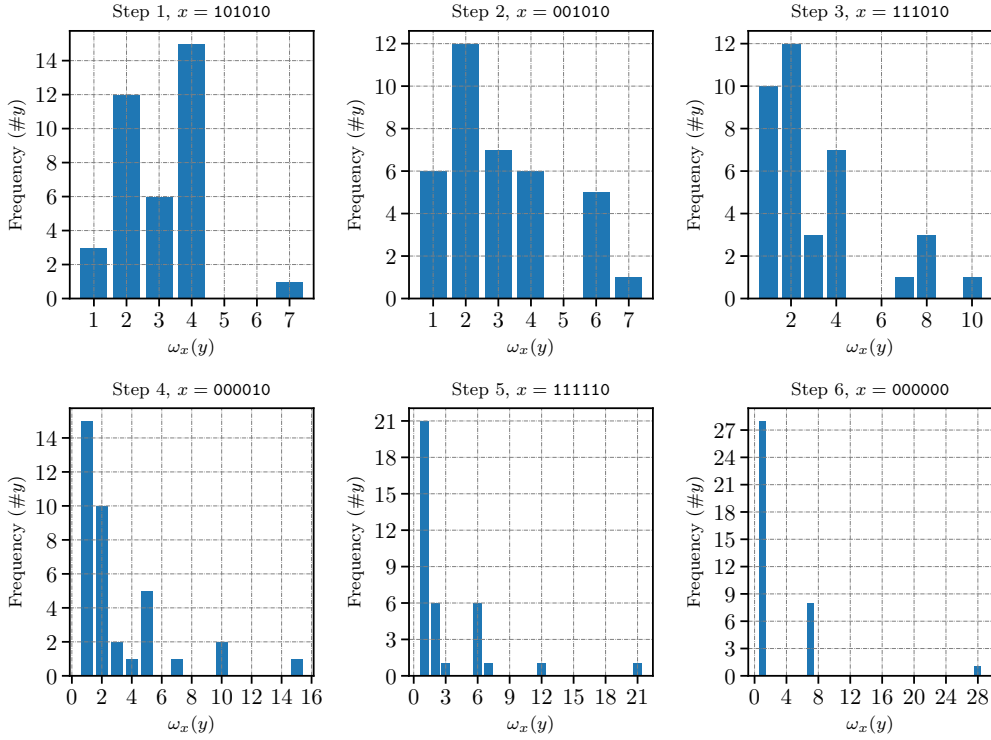 Step 1, x = 101010
Frequency (#y)
14
12
10
8
6
4
2
0
1 2 3 4 5 6 7
ω_x(y)
Step 2, x = 001010
Frequency (#y)
12
10
8
6
4
2
0
1 2 3 4 5 6 7
ω_x(y)
Step 3, x = 111010
Frequency (#y)
12
10
8
6
4
2
0
2 4 6 8 10
ω_x(y)
Step 4, x = 000010
Frequency (#y)
14
12
10
8
6
4
2
0
0 2 4 6 8 10 12 14 16
ω_x(y)
Step 5, x = 111110
Frequency (#y)
21
18
15
12
9
6
3
0
0 3 6 9 12 15 18 21
ω_x(y)
Step 6, x = 000000
Frequency (#y)
27
24
21
18
15
12
9
6
3
0
0 4 8 12 16 20 24 28
ω_x(y)